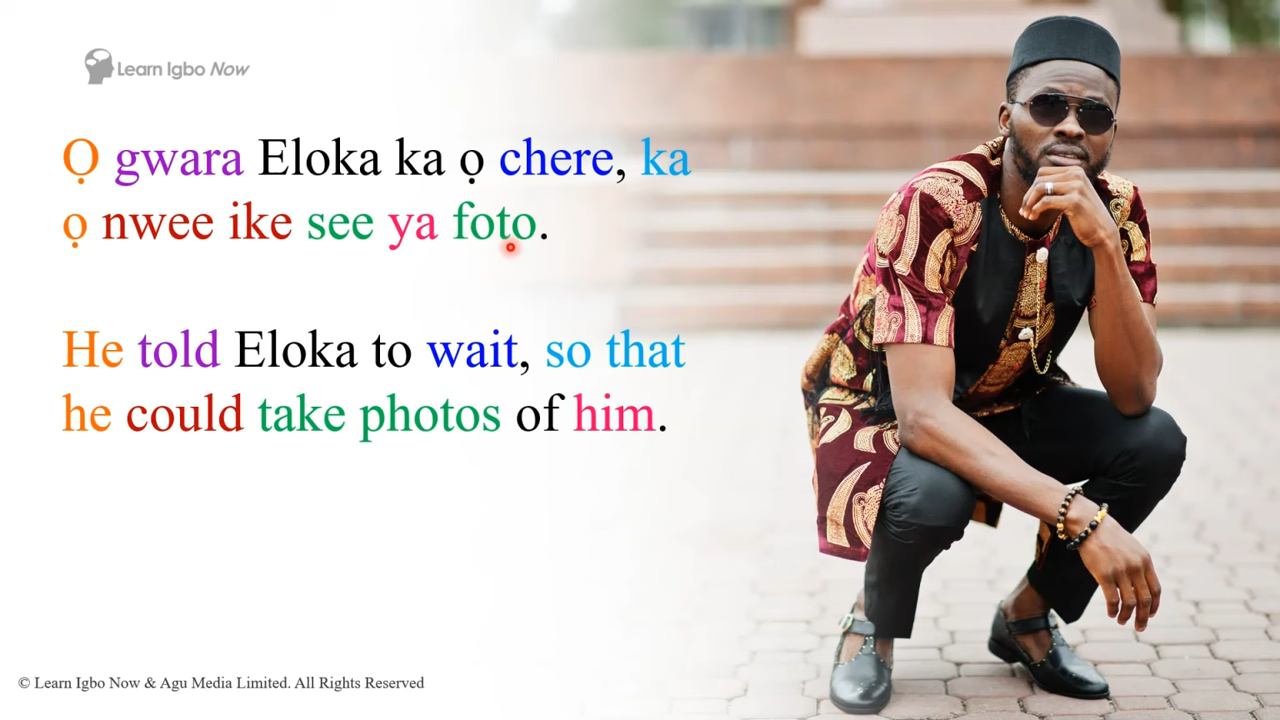 Learn Igbo Now
Ọ gwara Eloka ka ọ chere, ka
ọ nwee ike see ya foto.
He told Eloka to wait, so that
he could take photos of him.
© Learn Igbo Now & Agu Media Limited. All Rights Reserved